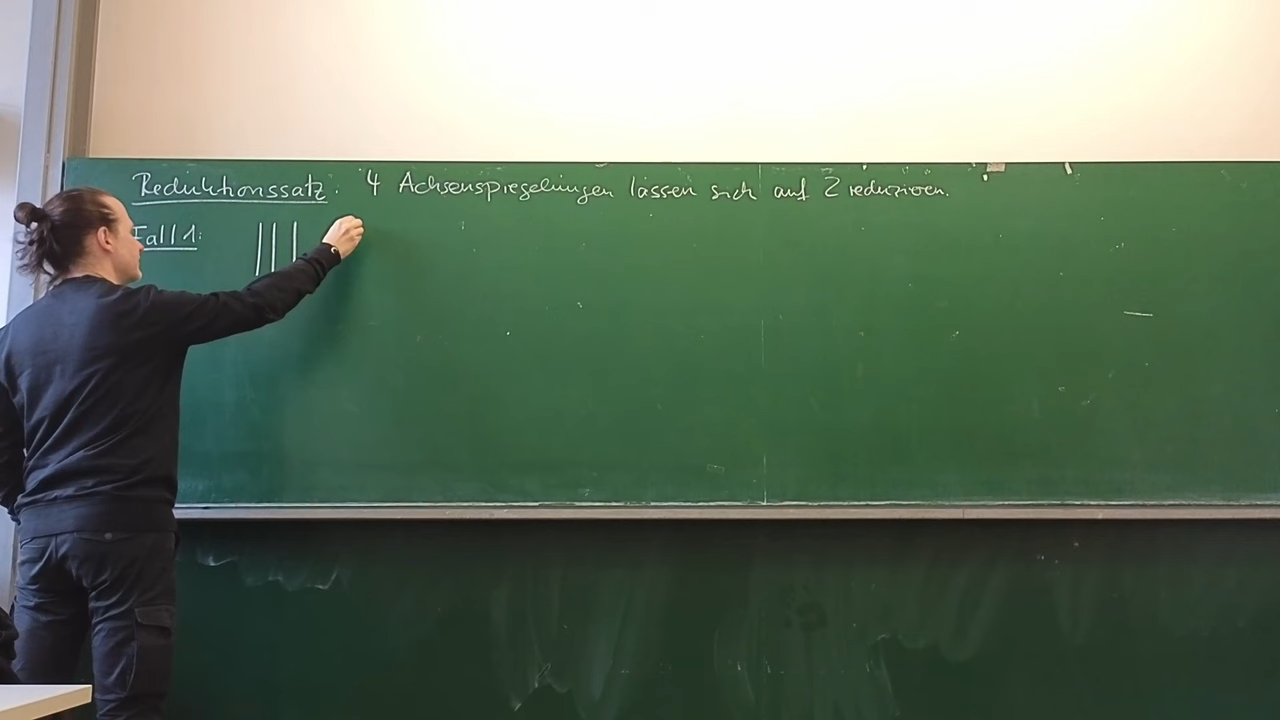 Reduktionssatz: 4 Achsenspiegelungen lassen sich auf 2 reduzieren.
Fall 1: